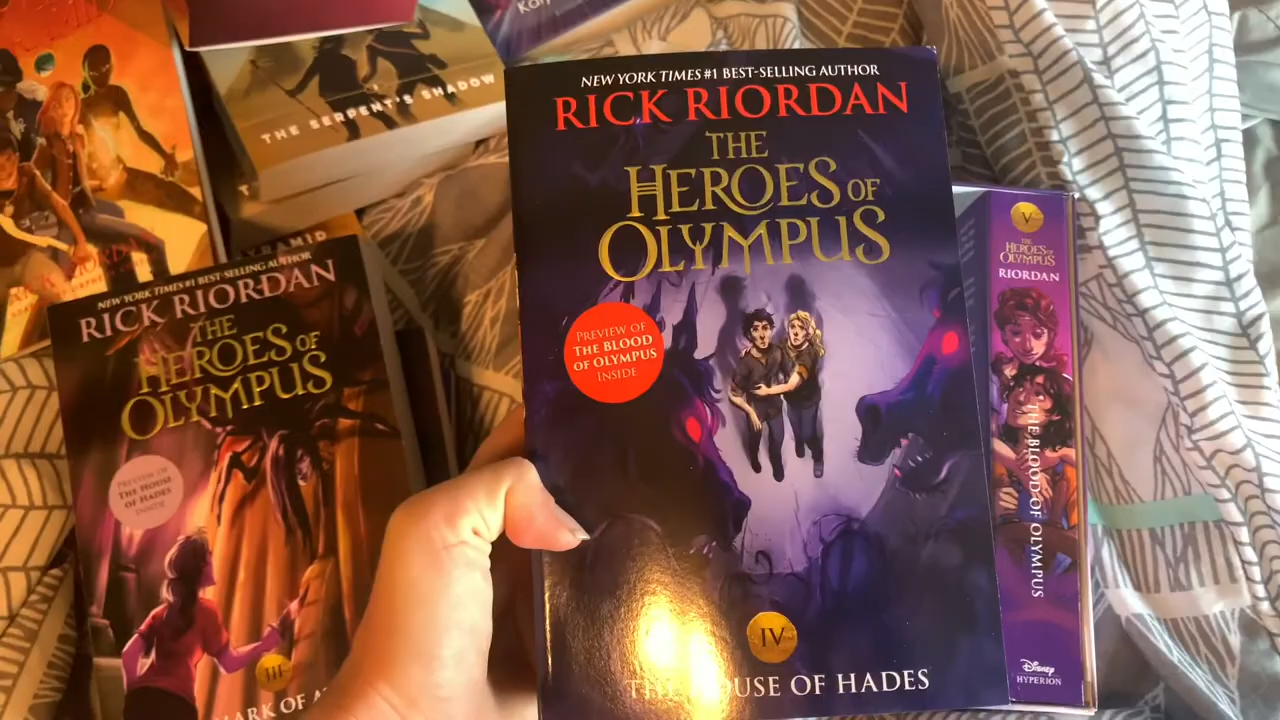 THE SERPENT'S SHADOW
NEW YORK TIMES #1 BEST-SELLING AUTHOR
RICK RIORDAN
THE
HEROES OF
OLYMPUS
PREVIEW OF
THE BLOOD
OF OLYMPUS
INSIDE
IV
HOUSE OF HADES
NEW YORK TIMES #1 BEST-SELLING AUTHOR
RICK RIORDAN
THE
HEROES OF
OLYMPUS
PREVIEW OF
THE HOUSE
OF HADES
INSIDE
III
MARK OF
V
THE
HEROES OF
OLYMPUS
RIORDAN
THE BLOOD OF OLYMPUS
Disney
HYPERION